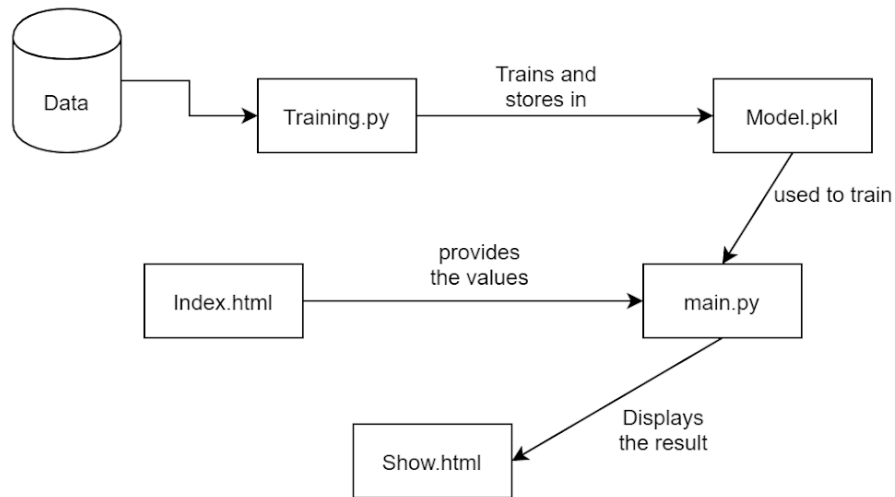 Data
Training.py
Trains and
stores in
Model.pkl
used to train
Index.html
provides
the values
main.py
Displays
the result
Show.html